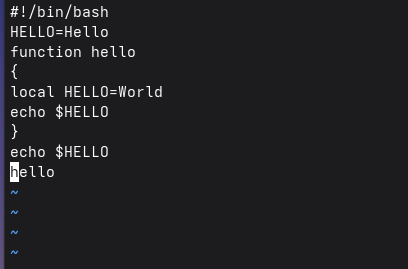 #!/bin/bash
HELLO=Hello
function hello
{
local HELLO=World
echo $HELLO
}
echo $HELLO
hello
~
~
~
~